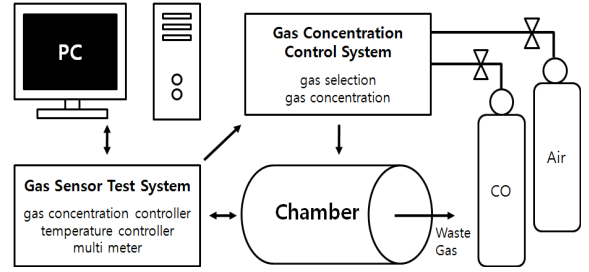 PC
Gas Concentration
Control System
gas selection
gas concentration
Air
CO
Gas Sensor Test System
gas concentration controller
temperature controller
multi meter
Chamber
Waste
Gas